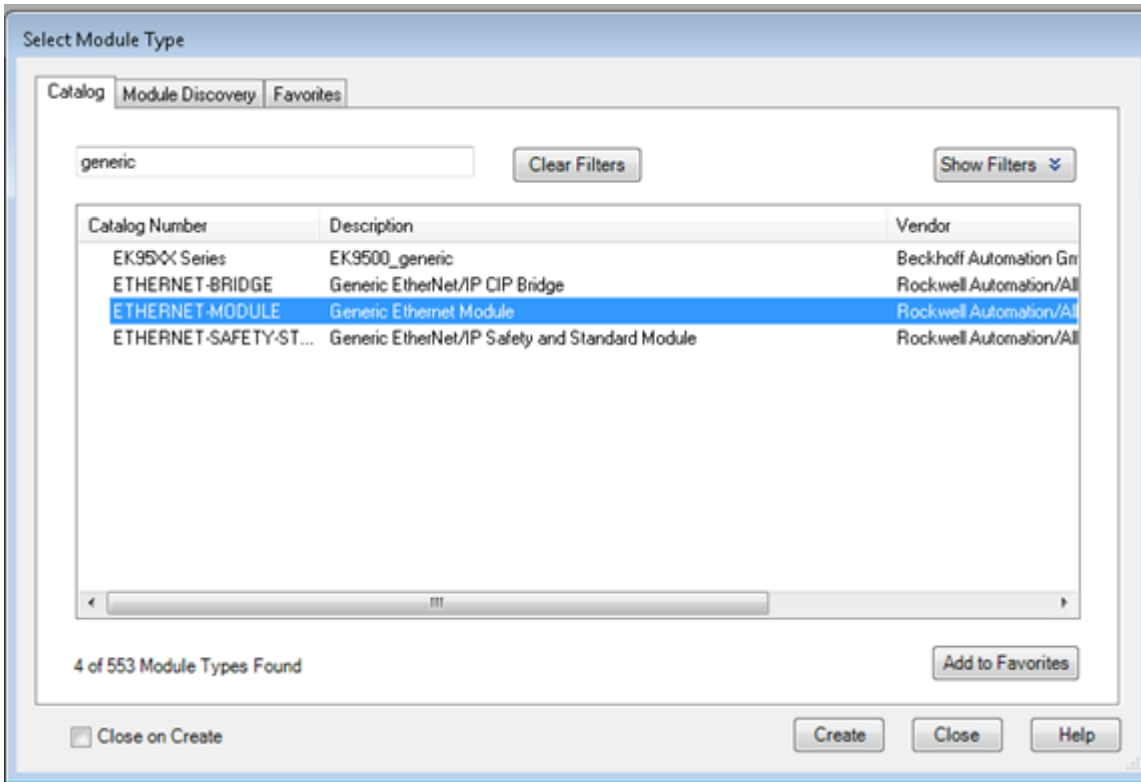 Select Module Type
Catalog Module Discovery Favorites
generic Clear Filters Show Filters
Catalog Number Description Vendor
EK95XX Series EK9500_generic Beckhoff Automation Gm
ETHERNET-BRIDGE Generic EtherNet/IP CIP Bridge Rockwell Automation/All
ETHERNET-MODULE Generic Ethernet Module Rockwell Automation/All
ETHERNET-SAFETY-ST... Generic EtherNet/IP Safety and Standard Module Rockwell Automation/All
4 of 553 Module Types Found Add to Favorites
Close on Create Create Close Help